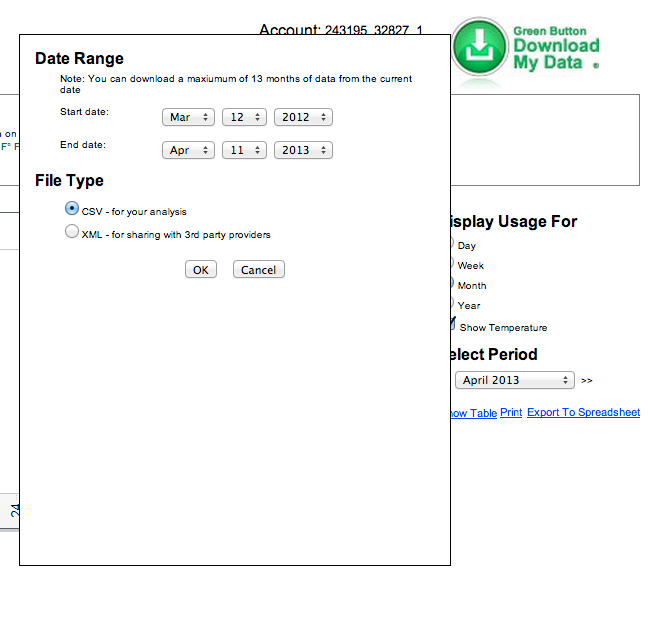 Account: 243195_32827_1
Green Button
Download
My Data
Date Range
Note: You can download a maxiumum of 13 months of data from the current
date
Start date:
Mar 12 2012
End date:
Apr 11 2013
File Type
CSV - for your analysis
XML - for sharing with 3rd party providers
OK Cancel
on
F° F
isplay Usage For
Day
Week
Month
Year
Show Temperature
elect Period
April 2013 >>
how Table Print Export To Spreadsheet
24